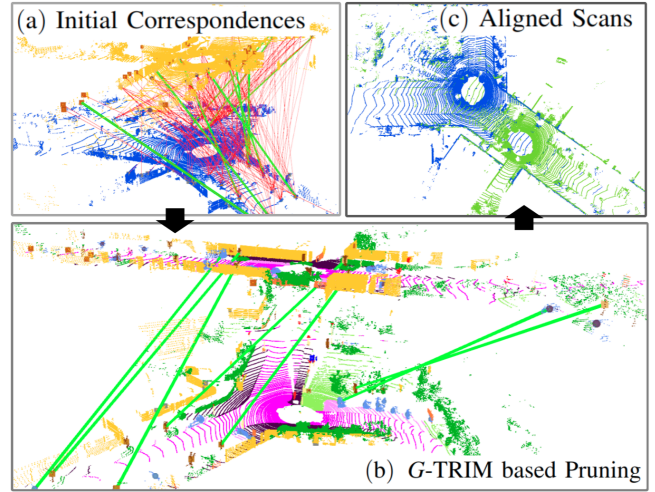 (a) Initial Correspondences
(c) Aligned Scans
(b) G-TRIM based Pruning